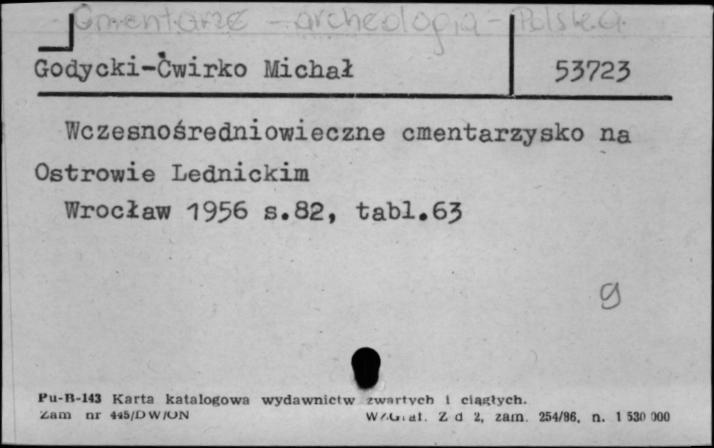 Cmentarze - archeologia - Polska
Godycki-Ćwirko Michał 53723
Wczesnośredniowieczne cmentarzysko na
Ostrowie Lednickim
Wrocław 1956 s.82, tabl.63
g
Pu-B-143 Karta katalogowa wydawnictw zwartych i ciągłych.
Zam nr 445/DW/ON Z d 2, zam. 254/86, n. 1 530 000